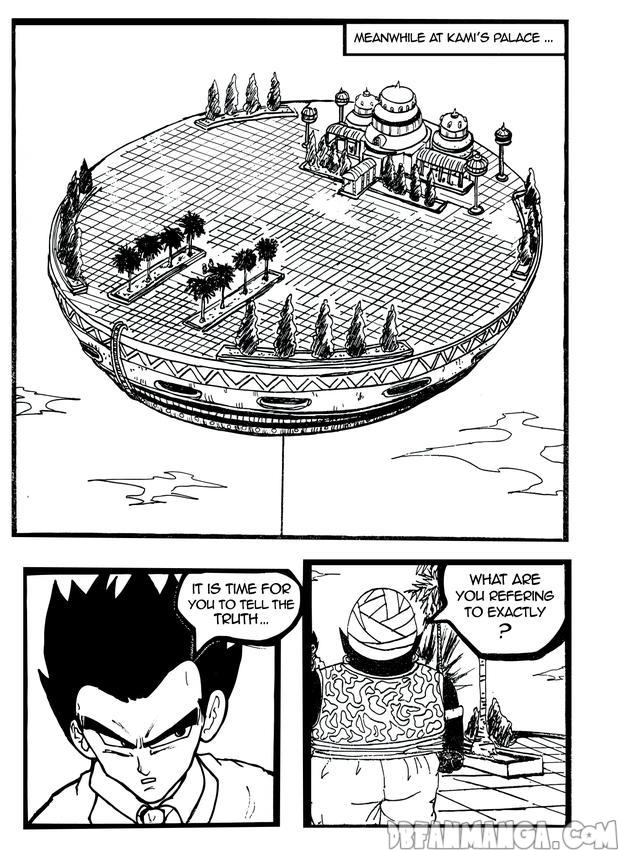 MEANWHILE AT KAMI'S PALACE ...
IT IS TIME FOR
YOU TO TELL THE
TRUTH...
WHAT ARE
YOU REFERING
TO EXACTLY
?
DBFANMANGA.COM